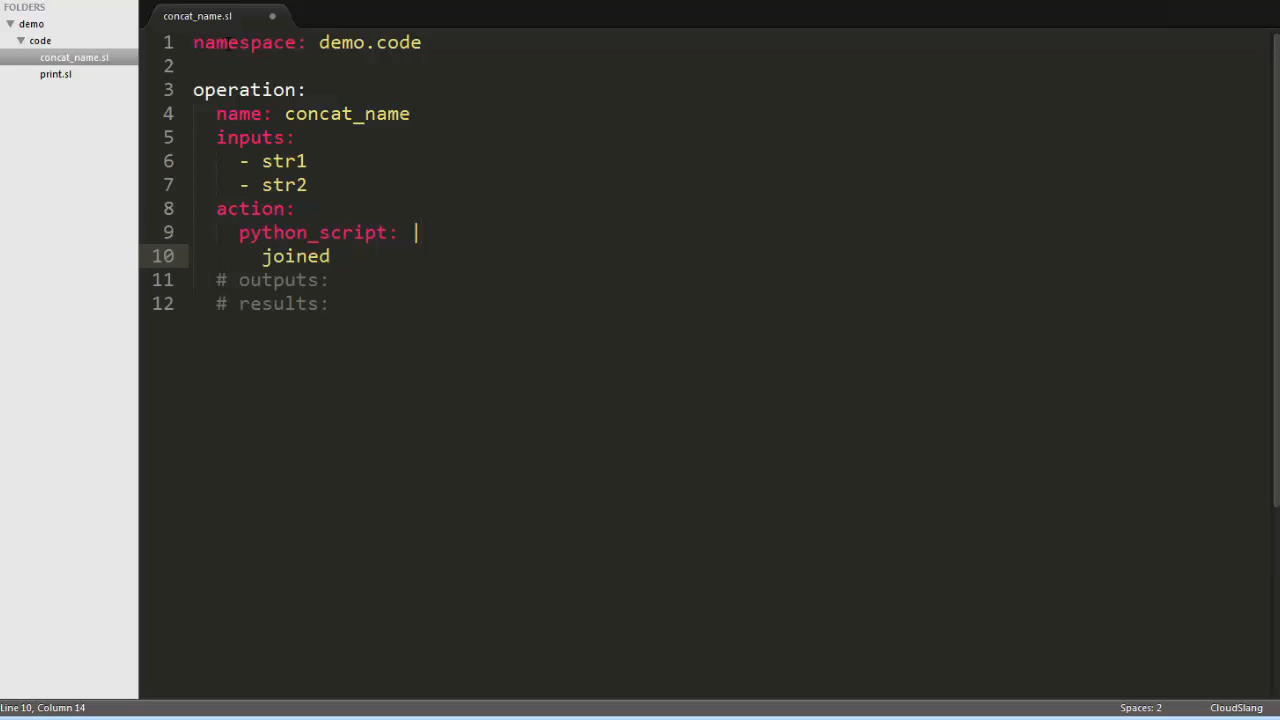 FOLDERS
demo
code
concat_name.sl
print.sl
concat_name.sl
1 namespace: demo.code
2
3 operation:
4 name: concat_name
5 inputs:
6 - str1
7 - str2
8 action:
9 python_script: |
10 joined
11 # outputs:
12 # results:
Line 10, Column 14
Spaces: 2
CloudSlang